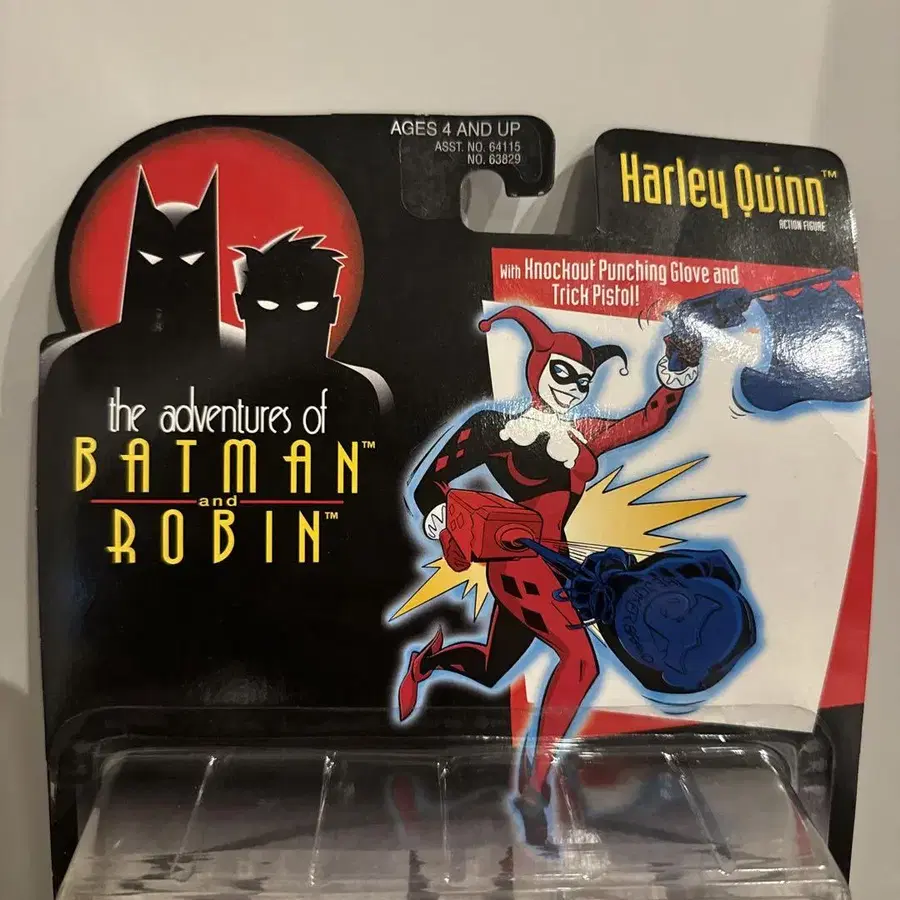 AGES 4 AND UP
ASST. NO. 64115
NO. 63829
Harley Quinn™
ACTION FIGURE
With Knockout Punching Glove and
Trick Pistol!
the adventures of
BATMAN™
and
ROBIN™